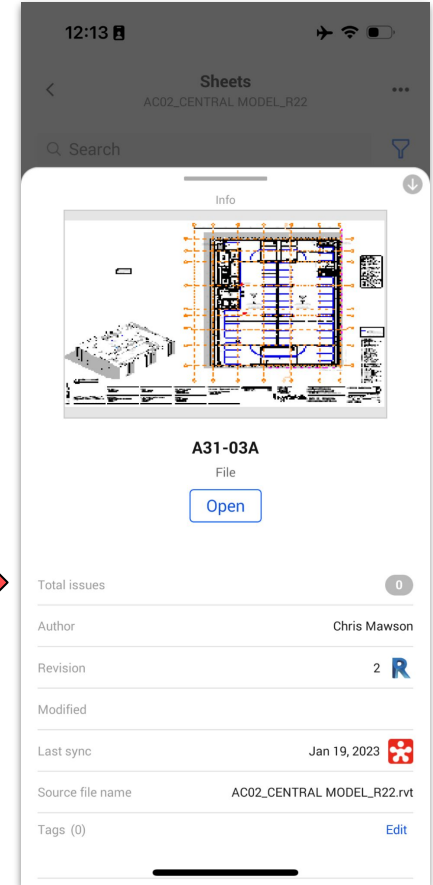 12:13
Sheets
AC02_CENTRAL MODEL_R22
Search
Info
A31-03A
File
Open
Total issues 0
Author Chris Mawson
Revision 2 R
Modified
Last sync Jan 19, 2023
Source file name AC02_CENTRAL MODEL_R22.rvt
Tags (0) Edit